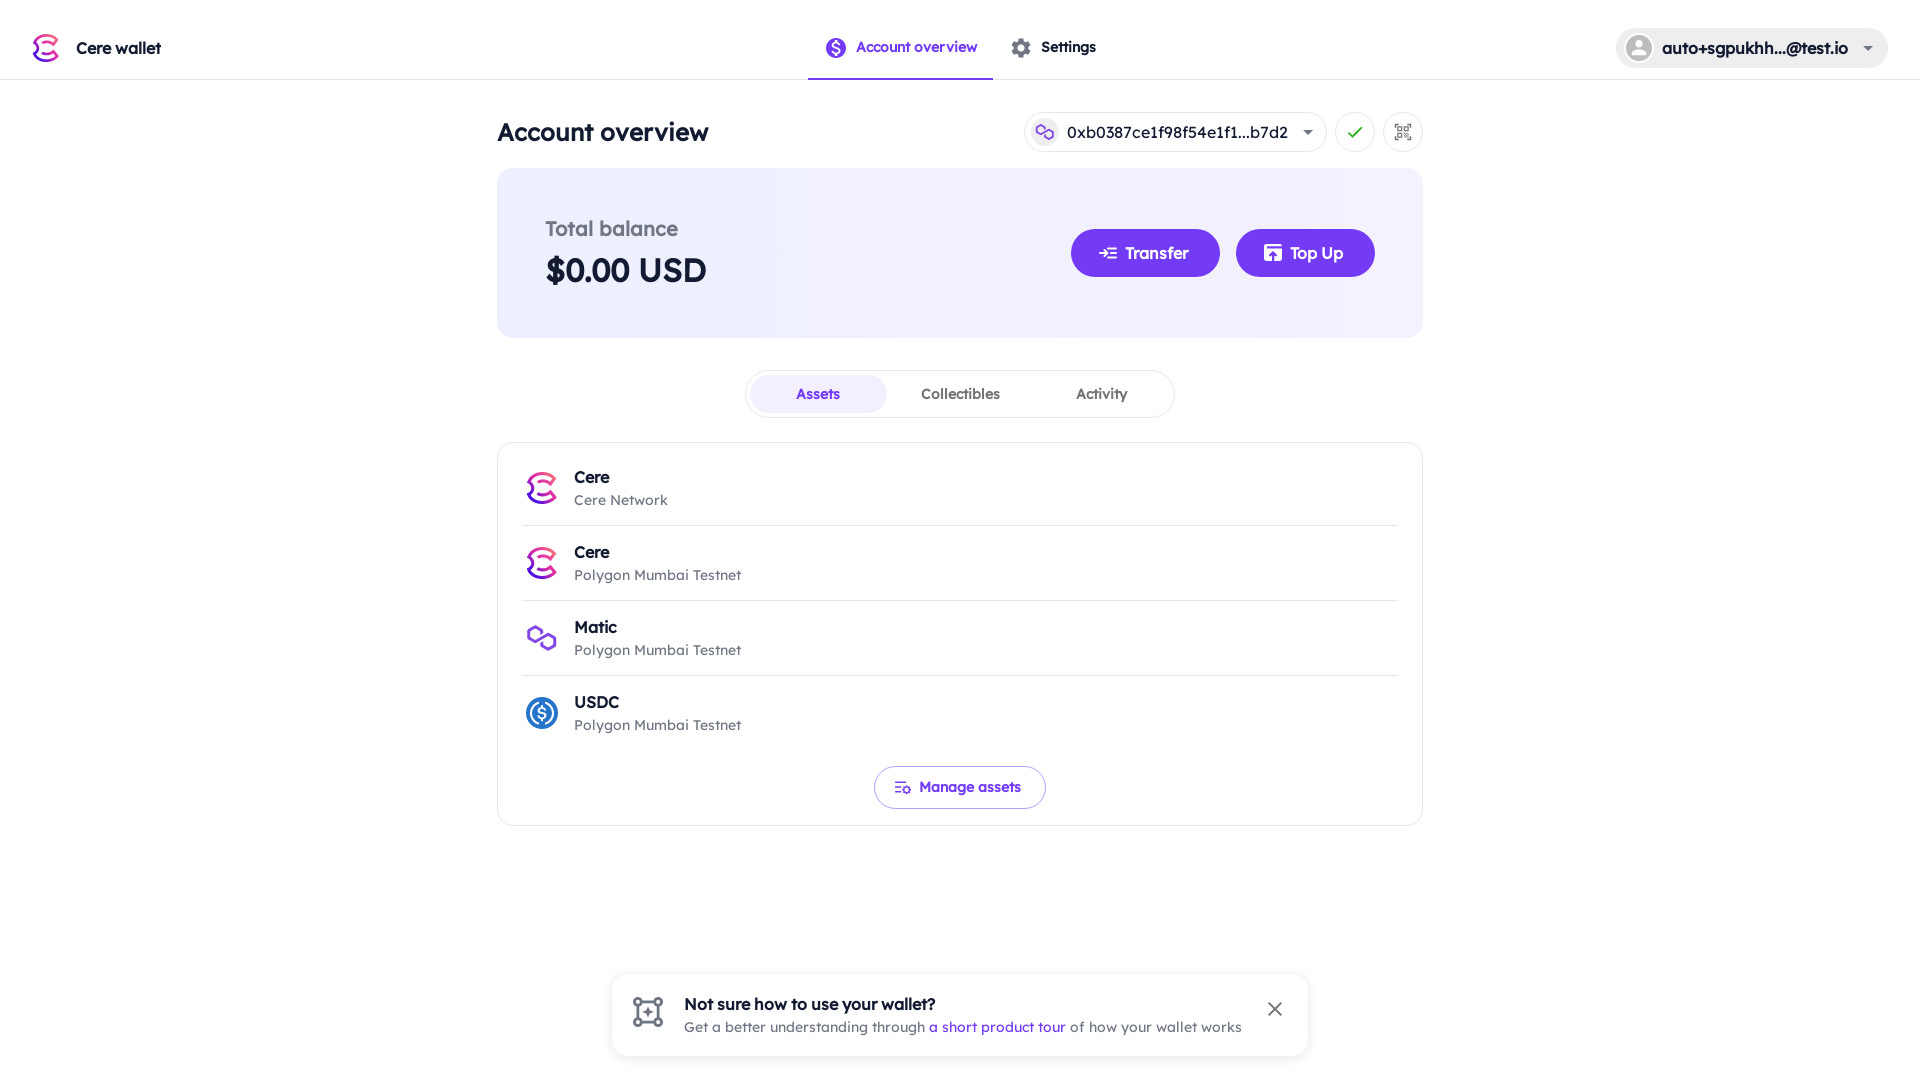 Cere wallet
Account overview
Settings
auto+sgpukhh...@test.io
Account overview
0xb0387ce1f98f54e1f1...b7d2
Total balance
$0.00 USD
Transfer
Top Up
Assets
Collectibles
Activity
Cere
Cere Network
Cere
Polygon Mumbai Testnet
Matic
Polygon Mumbai Testnet
USDC
Polygon Mumbai Testnet
Manage assets
Not sure how to use your wallet?
Get a better understanding through a short product tour of how your wallet works